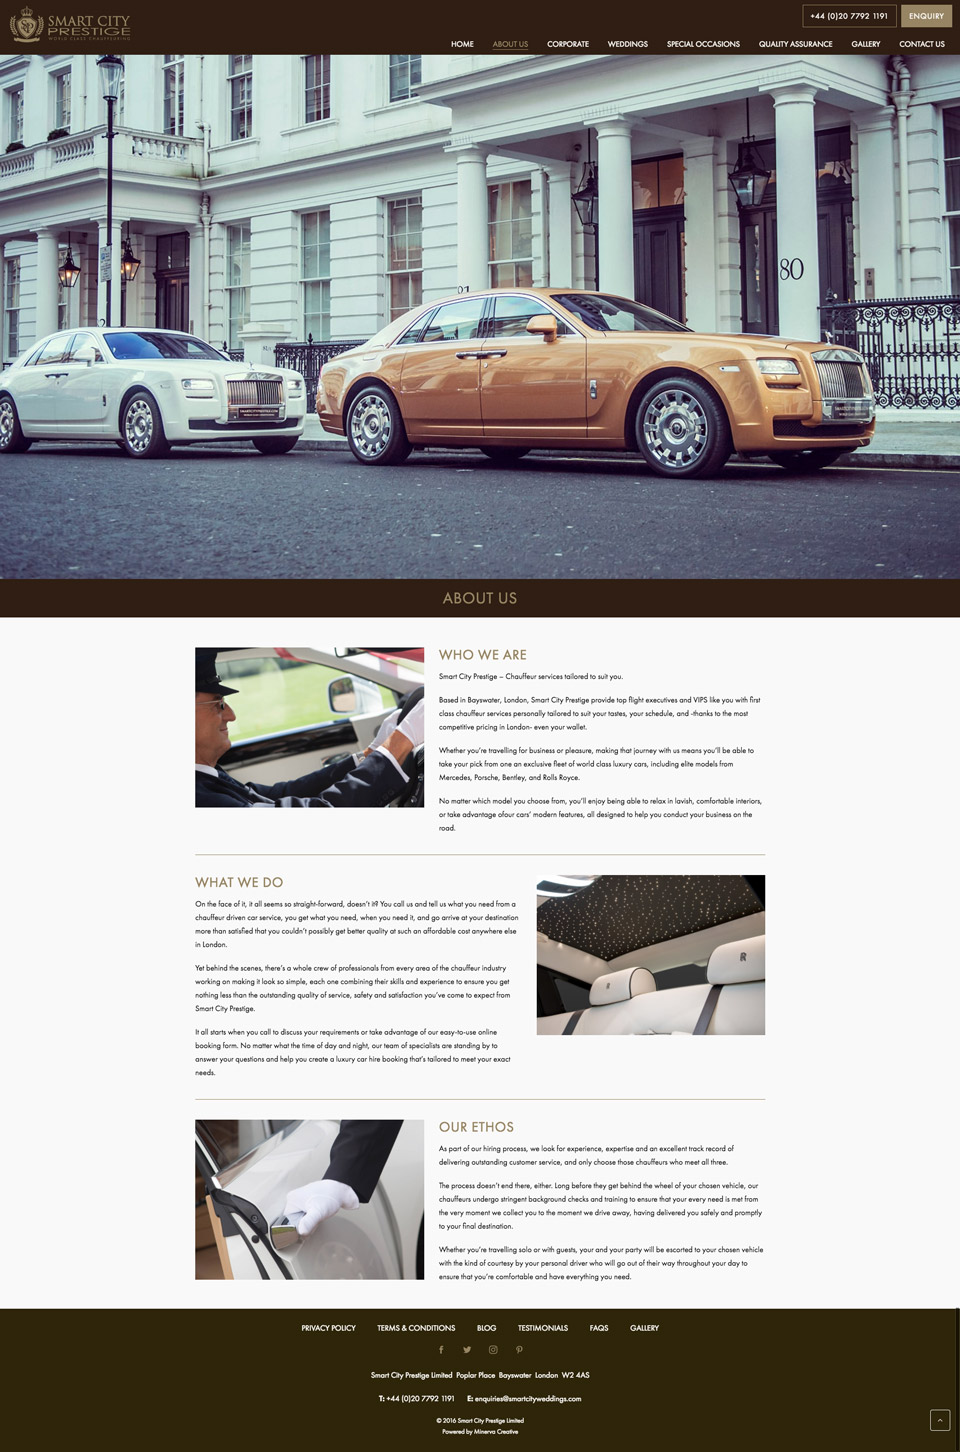 SMART CITY
PRESTIGE
WORLD CLASS CHAUFFEURING
+44 (0)20 7792 1191
ENQUIRY
HOME ABOUT US CORPORATE WEDDINGS SPECIAL OCCASIONS QUALITY ASSURANCE GALLERY CONTACT US
80
ABOUT US
WHO WE ARE
Smart City Prestige – Chauffeur services tailored to suit you.
Based in Bayswater, London, Smart City Prestige provide top flight executives and VIPS like you with first
class chauffeur services personally tailored to suit your tastes, your schedule, and -thanks to the most
competitive pricing in London- even your wallet.
Whether you're travelling for business or pleasure, making that journey with us means you'll be able to
take your pick from one an exclusive fleet of world class luxury cars, including elite models from
Mercedes, Porsche, Bentley, and Rolls Royce.
No matter which model you choose from, you'll enjoy being able to relax in lavish, comfortable interiors,
or take advantage ofour cars' modern features, all designed to help you conduct your business on the
road.
WHAT WE DO
On the face of it, it all seems so straight-forward, doesn't it? You call us and tell us what you need from a
chauffeur driven car service, you get what you need, when you need it, and go arrive at your destination
more than satisfied that you couldn't possibly get better quality at such an affordable cost anywhere else
in London.
Yet behind the scenes, there's a whole crew of professionals from every area of the chauffeur industry
working on making it look so simple, each one combining their skills and experience to ensure you get
nothing less than the outstanding quality of service, safety and satisfaction you've come to expect from
Smart City Prestige.
It all starts when you call to discuss your requirements or take advantage of our easy-to-use online
booking form. No matter what the time of day and night, our team of specialists are standing by to
answer your questions and help you create a luxury car hire booking that's tailored to meet your exact
needs.
OUR ETHOS
As part of our hiring process, we look for experience, expertise and an excellent track record of
delivering outstanding customer service, and only choose those chauffeurs who meet all three.
The process doesn't end there, either. Long before they get behind the wheel of your chosen vehicle, our
chauffeurs undergo stringent background checks and training to ensure that your every need is met from
the very moment we collect you to the moment we drive away, having delivered you safely and promptly
to your final destination.
Whether you're travelling solo or with guests, your and your party will be escorted to your chosen vehicle
with the kind of courtesy by your personal driver who will go out of their way throughout your day to
ensure that you're comfortable and have everything you need.
PRIVACY POLICY TERMS & CONDITIONS BLOG TESTIMONIALS FAQS GALLERY
Smart City Prestige Limited Poplar Place Bayswater London W2 4AS
T: +44 (0)20 7792 1191 E: enquiries@smartcityweddings.com
© 2016 Smart City Prestige Limited
Powered by Minerva Creative